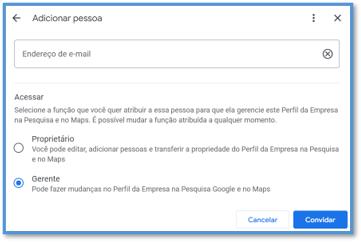 Adicionar pessoa
Endereço de e-mail
Acessar
Selecione a função que você quer atribuir a essa pessoa para que ela gerencie este Perfil da Empresa
na Pesquisa e no Maps. É possível mudar a função atribuída a qualquer momento.
Proprietário
Você pode editar, adicionar pessoas e transferir a propriedade do Perfil da Empresa na Pesquisa
e no Maps
Gerente
Pode fazer mudanças no Perfil da Empresa na Pesquisa Google e no Maps
Cancelar
Convidar